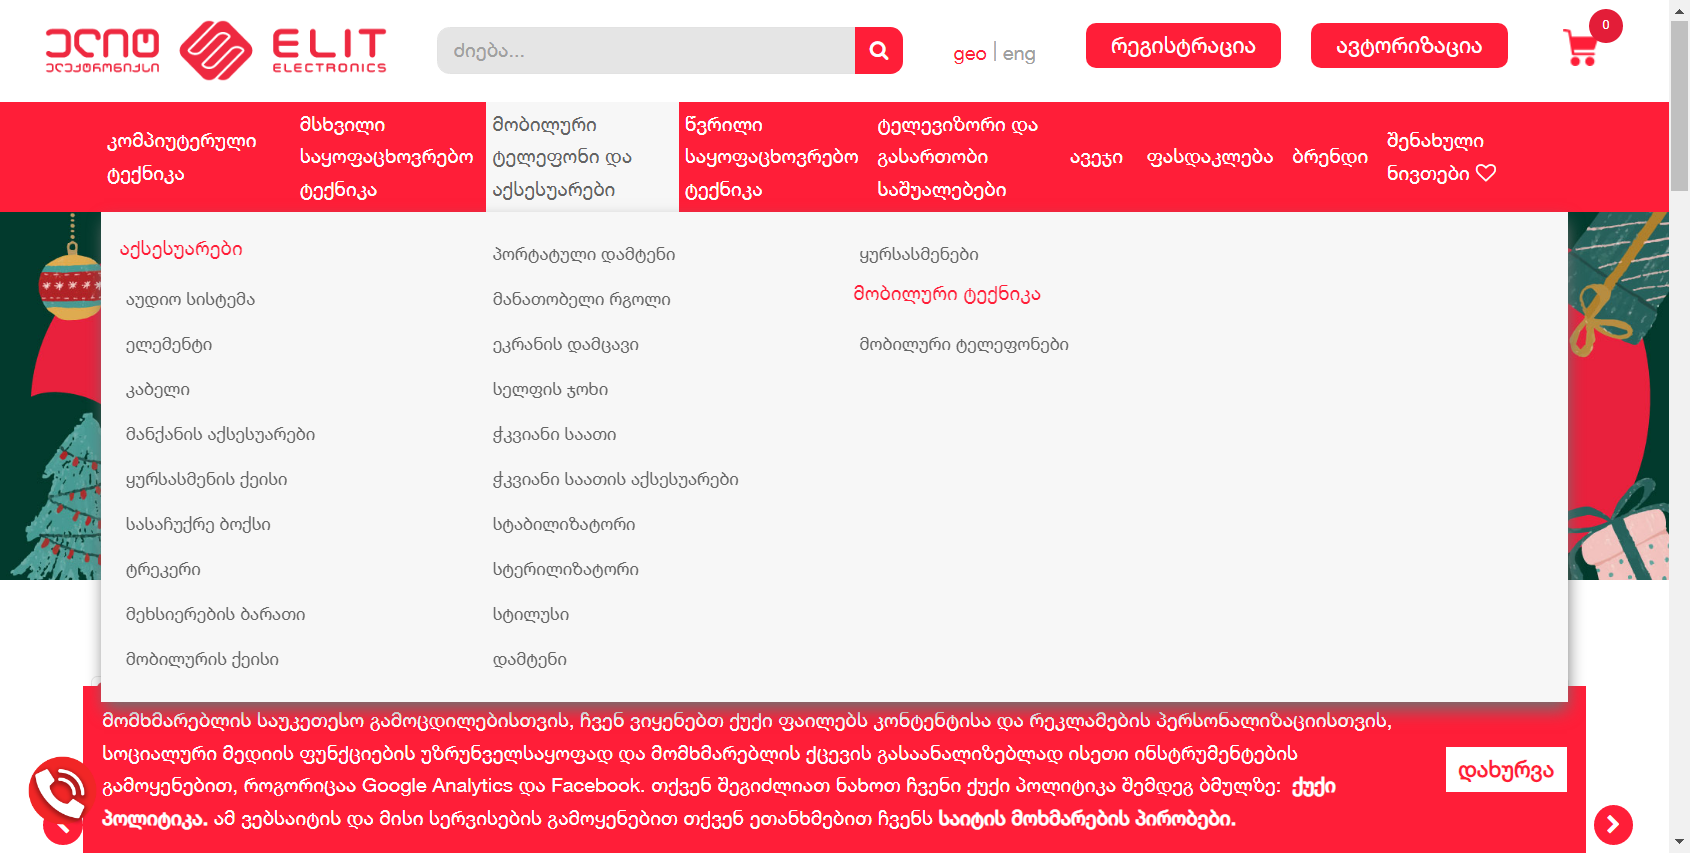 ელიტ
ელექტრონიქსი
ELIT
ELECTRONICS
ძიება...
geo | eng
რეგისტრაცია
ავტორიზაცია
0
კომპიუტერული
ტექნიკა
მსხვილი
საყოფაცხოვრებო
ტექნიკა
მობილური
ტელეფონი და
აქსესუარები
წვრილი
საყოფაცხოვრებო
ტექნიკა
ტელევიზორი და
გასართობი
საშუალებები
ავეჯი
ფასდაკლება
ბრენდი
შენახული
ნივთები
აქსესუარები
აუდიო სისტემა
ელემენტი
კაბელი
მანქანის აქსესუარები
ყურსასმენის ქეისი
სასაჩუქრე ბოქსი
ტრეკერი
მეხსიერების ბარათი
მობილურის ქეისი
პორტატული დამტენი
მანათობელი რგოლი
ეკრანის დამცავი
სელფის ჯოხი
ჭკვიანი საათი
ჭკვიანი საათის აქსესუარები
სტაბილიზატორი
სტერილიზატორი
სტილუსი
დამტენი
ყურსასმენები
მობილური ტექნიკა
მობილური ტელეფონები
მომხმარებლის საუკეთესო გამოცდილებისთვის, ჩვენ ვიყენებთ ქუქი ფაილებს კონტენტისა და რეკლამების პერსონალიზაციისთვის,
სოციალური მედიის ფუნქციების უზრუნველსაყოფად და მომხმარებლის ქცევის გასაანალიზებლად ისეთი ინსტრუმენტების
გამოყენებით, როგორიცაა Google Analytics და Facebook. თქვენ შეგიძლიათ ნახოთ ჩვენი ქუქი პოლიტიკა შემდეგ ბმულზე: ქუქი
პოლიტიკა. ამ ვებსაიტის და მისი სერვისების გამოყენებით თქვენ ეთანხმებით ჩვენს საიტის მოხმარების პირობები.
დახურვა